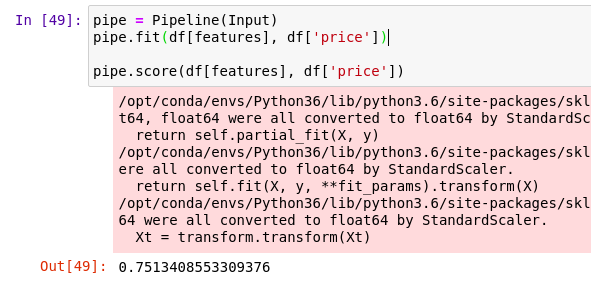 In [49]: pipe = Pipeline(Input)
pipe.fit(df[features], df['price'])
pipe.score(df[features], df['price'])
/opt/conda/envs/Python36/lib/python3.6/site-packages/skl
t64, float64 were all converted to float64 by StandardSc
return self.partial_fit(X, y)
/opt/conda/envs/Python36/lib/python3.6/site-packages/skl
ere all converted to float64 by StandardScaler.
return self.fit(X, y, **fit_params).transform(X)
/opt/conda/envs/Python36/lib/python3.6/site-packages/skl
64 were all converted to float64 by StandardScaler.
Xt = transform.transform(Xt)
Out[49]: 0.7513408553309376